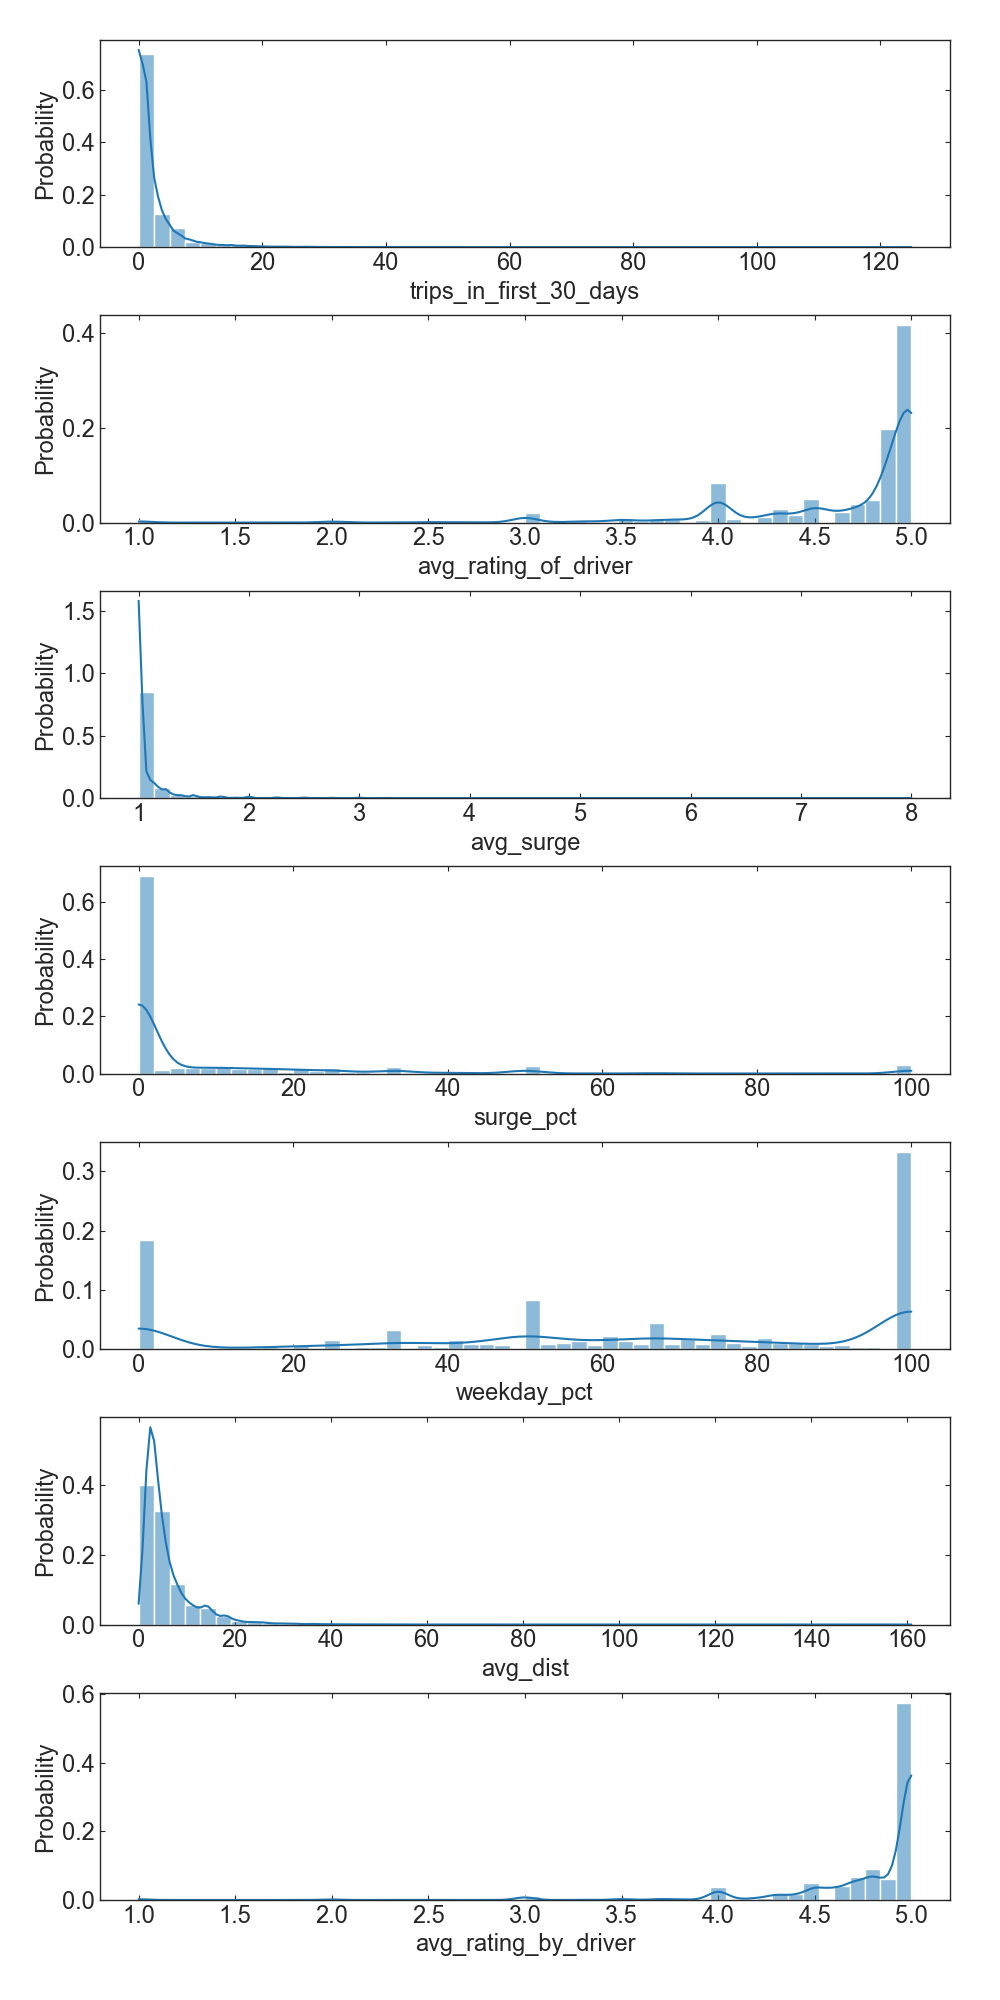 Probability
0.6
0.4
0.2
0.0
0 20 40 60 80 100 120
trips_in_first_30_days
Probability
0.4
0.2
0.0
1.0 1.5 2.0 2.5 3.0 3.5 4.0 4.5 5.0
avg_rating_of_driver
Probability
1.5
1.0
0.5
0.0
1 2 3 4 5 6 7 8
avg_surge
Probability
0.6
0.4
0.2
0.0
0 20 40 60 80 100
surge_pct
Probability
0.3
0.2
0.1
0.0
0 20 40 60 80 100
weekday_pct
Probability
0.4
0.2
0.0
0 20 40 60 80 100 120 140 160
avg_dist
Probability
0.6
0.4
0.2
0.0
1.0 1.5 2.0 2.5 3.0 3.5 4.0 4.5 5.0
avg_rating_by_driver